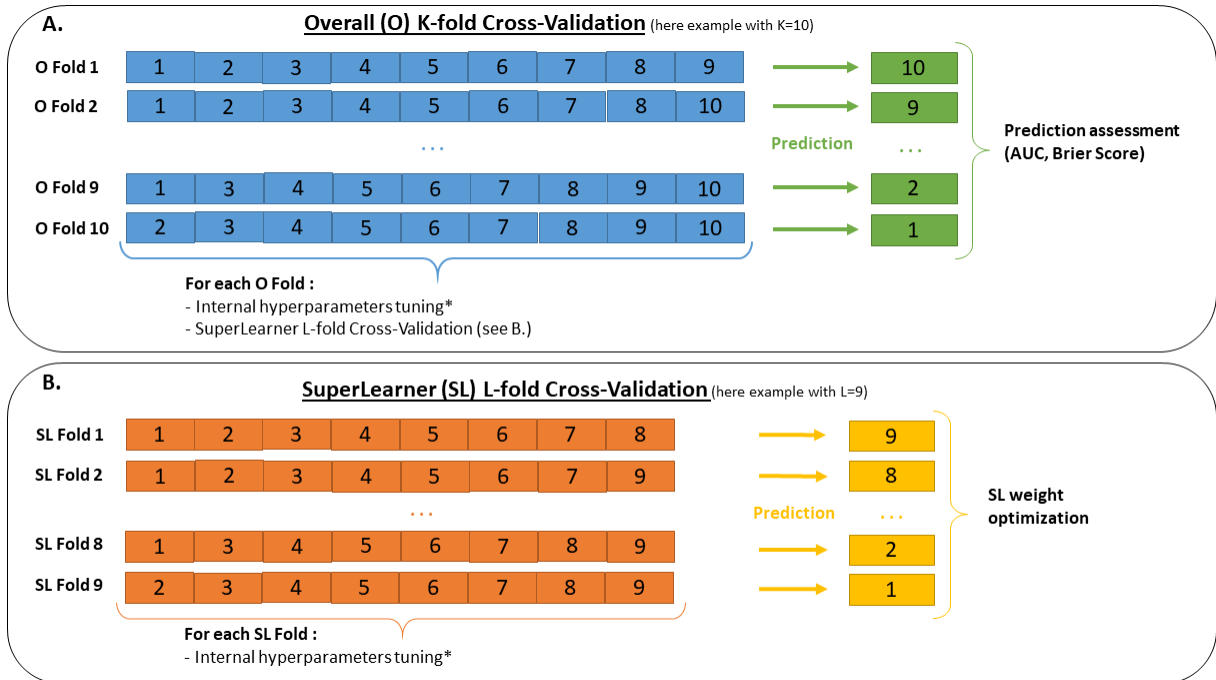 A.
Overall (O) K-fold Cross-Validation (here example with K=10)
O Fold 1 1 2 3 4 5 6 7 8 9 10
O Fold 2 1 2 3 4 5 6 7 8 10 9
... Prediction ...
Prediction assessment
(AUC, Brier Score)
O Fold 9 1 3 4 5 6 7 8 9 10 2
O Fold 10 2 3 4 5 6 7 8 9 10 1
For each O Fold :
- Internal hyperparameters tuning*
- SuperLearner L-fold Cross-Validation (see B.)
B.
SuperLearner (SL) L-fold Cross-Validation (here example with L=9)
SL Fold 1 1 2 3 4 5 6 7 8 9
SL Fold 2 1 2 3 4 5 6 7 9 8
... Prediction ...
SL weight
optimization
SL Fold 8 1 3 4 5 6 7 8 9 2
SL Fold 9 2 3 4 5 6 7 8 9 1
For each SL Fold :
- Internal hyperparameters tuning*